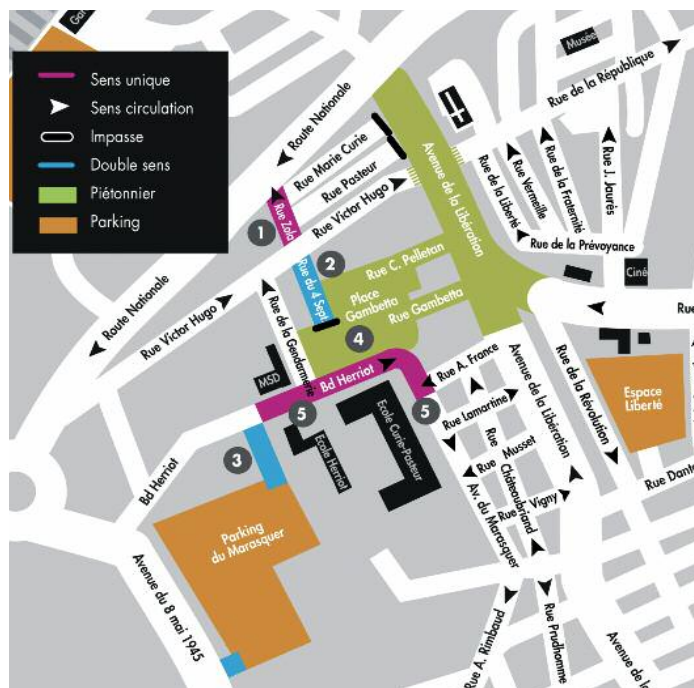 Gar
Sens unique
Sens circulation
Impasse
Double sens
Piétonnier
Parking
Musée
Rue de la République
Route Nationale
Rue Marie Curie
Rue Pasteur
Rue Victor Hugo
Avenue de la Libération
Rue de la Liberté
Rue Vermeille
Rue de la Fraternité
Rue J. Jaurès
Rue de la Prévoyance
1
Rue Zola
2
Rue du 4 Sept.
Rue C. Pelletan
Place
Gambetta
Rue Gambetta
Ciné
Rue
Route Nationale
Rue Victor Hugo
Rue de la Gendarmerie
4
MSD
Bd Herriot
Rue A. France
Avenue de la Libération
Rue de la Révolution
Espace
Liberté
5
5
Rue Lamartine
Ecole Herriot
Ecole Curie-Pasteur
3
Bd Herriot
Rue Musset
Rue Châteaubriand
Rue Vigny
Av. du Marasquer
Rue Dante
Parking
du Marasquer
Avenue du 8 mai 1945
Rue A. Rimbaud
Rue Prudhomme
Avenue de la Li